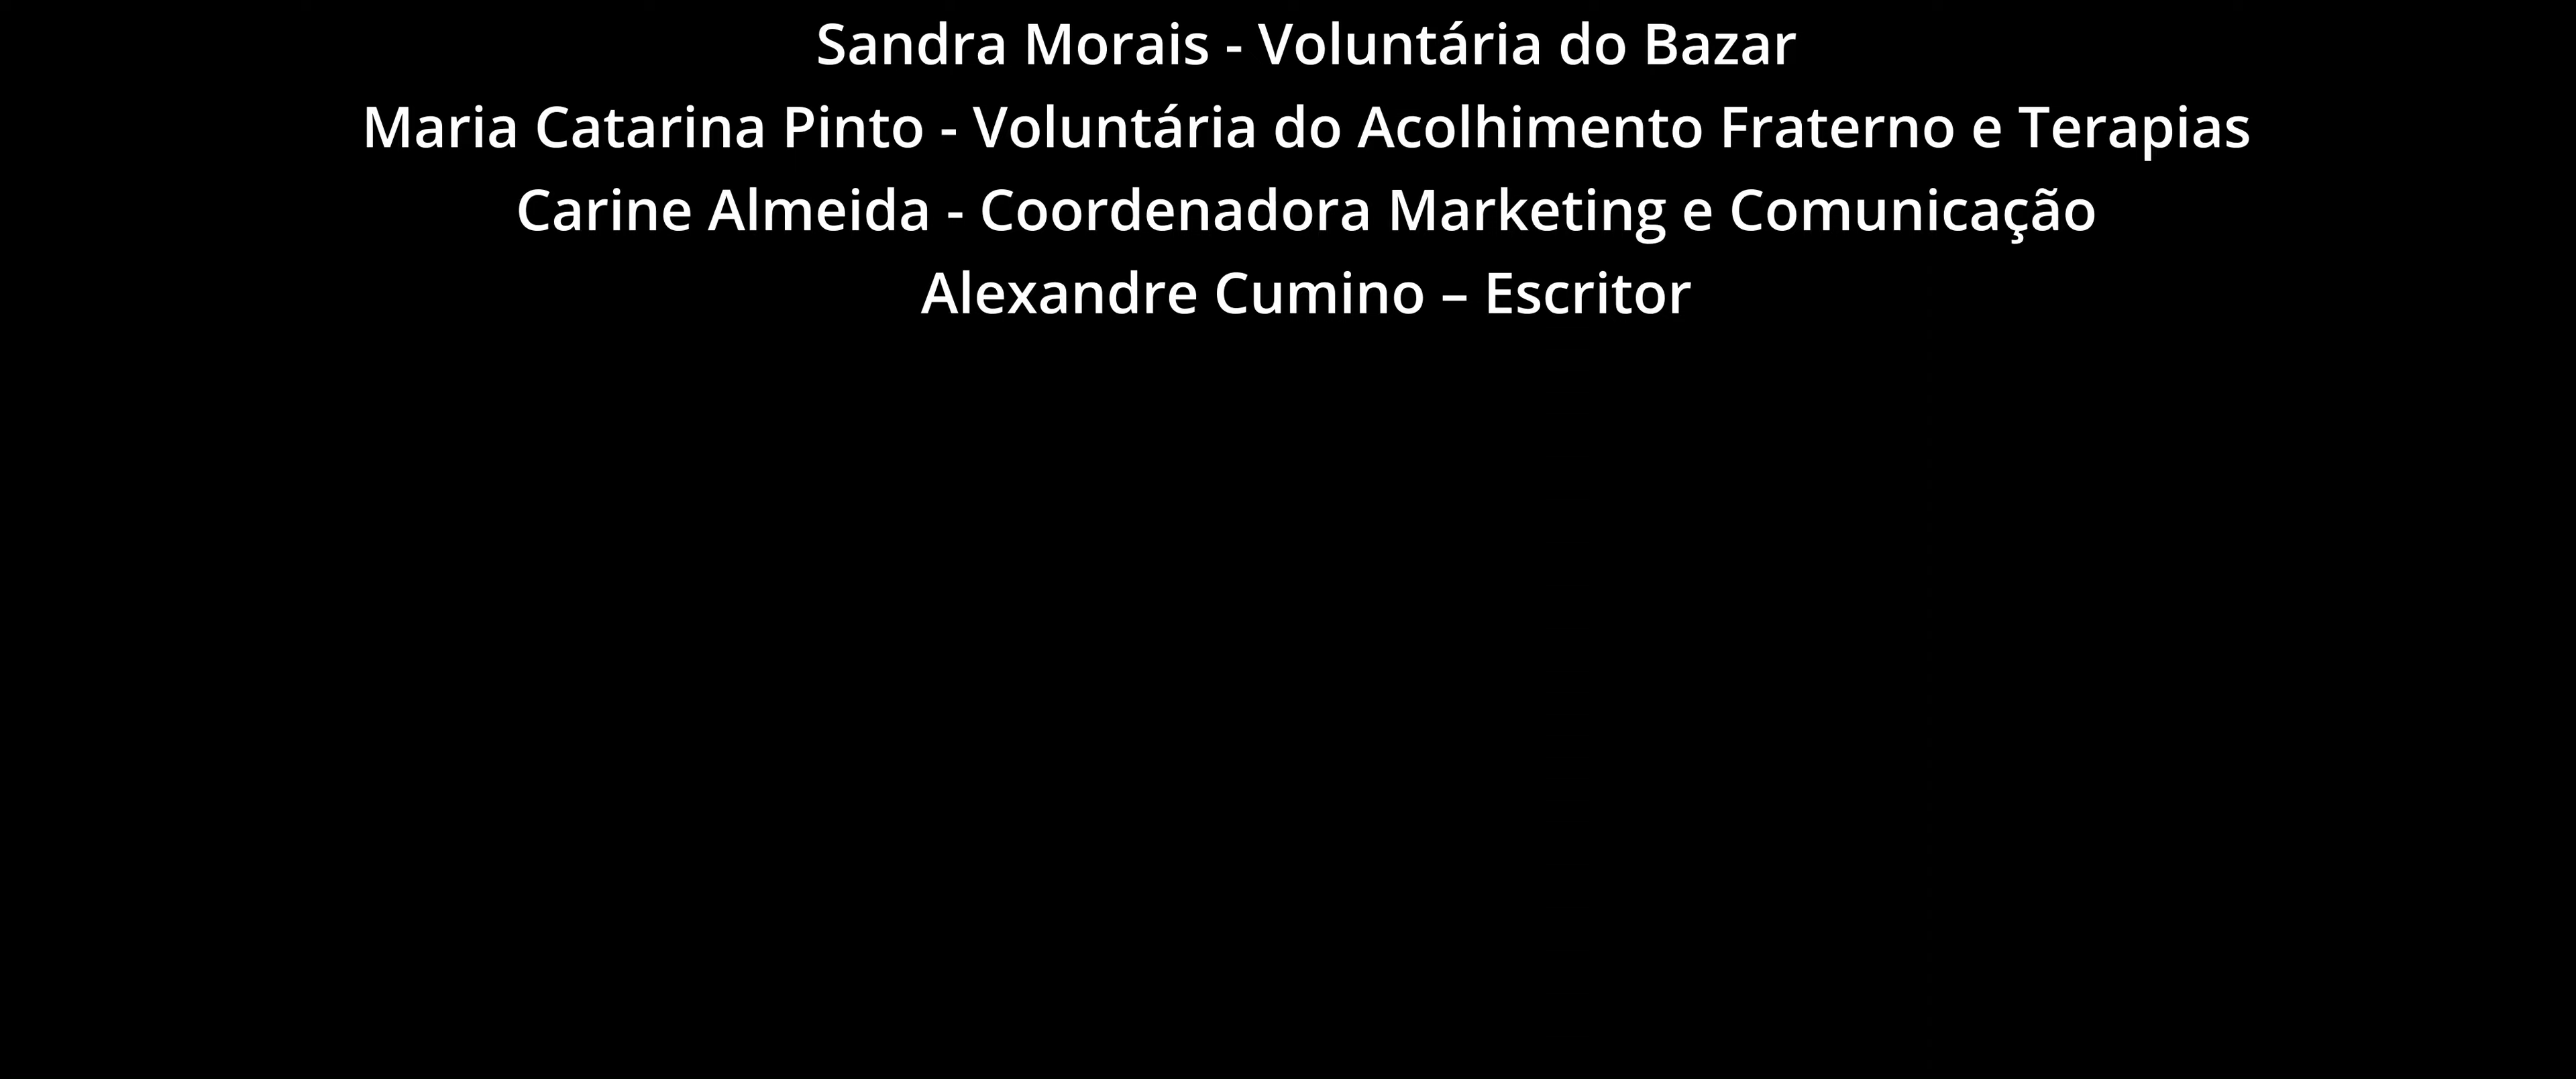 Sandra Morais - Voluntária do Bazar
Maria Catarina Pinto - Voluntária do Acolhimento Fraterno e Terapias
Carine Almeida - Coordenadora Marketing e Comunicação
Alexandre Cumino – Escritor